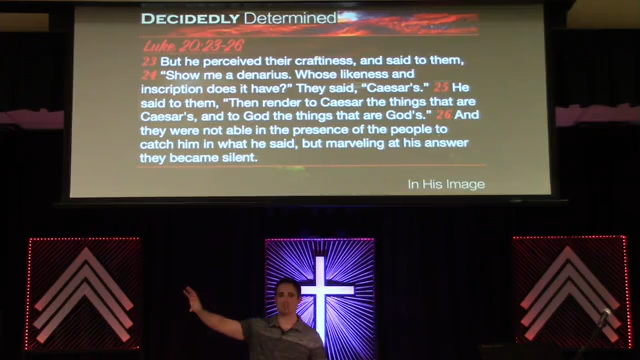 DECIDEDLY Determined
Luke 20:23-26
23 But he perceived their craftiness, and said to them,
24 “Show me a denarius. Whose likeness and
inscription does it have?” They said, “Caesar's.” 25 He
said to them, “Then render to Caesar the things that are
Caesar's, and to God the things that are God's.” 26 And
they were not able in the presence of the people to
catch him in what he said, but marveling at his answer
they became silent.
In His Image